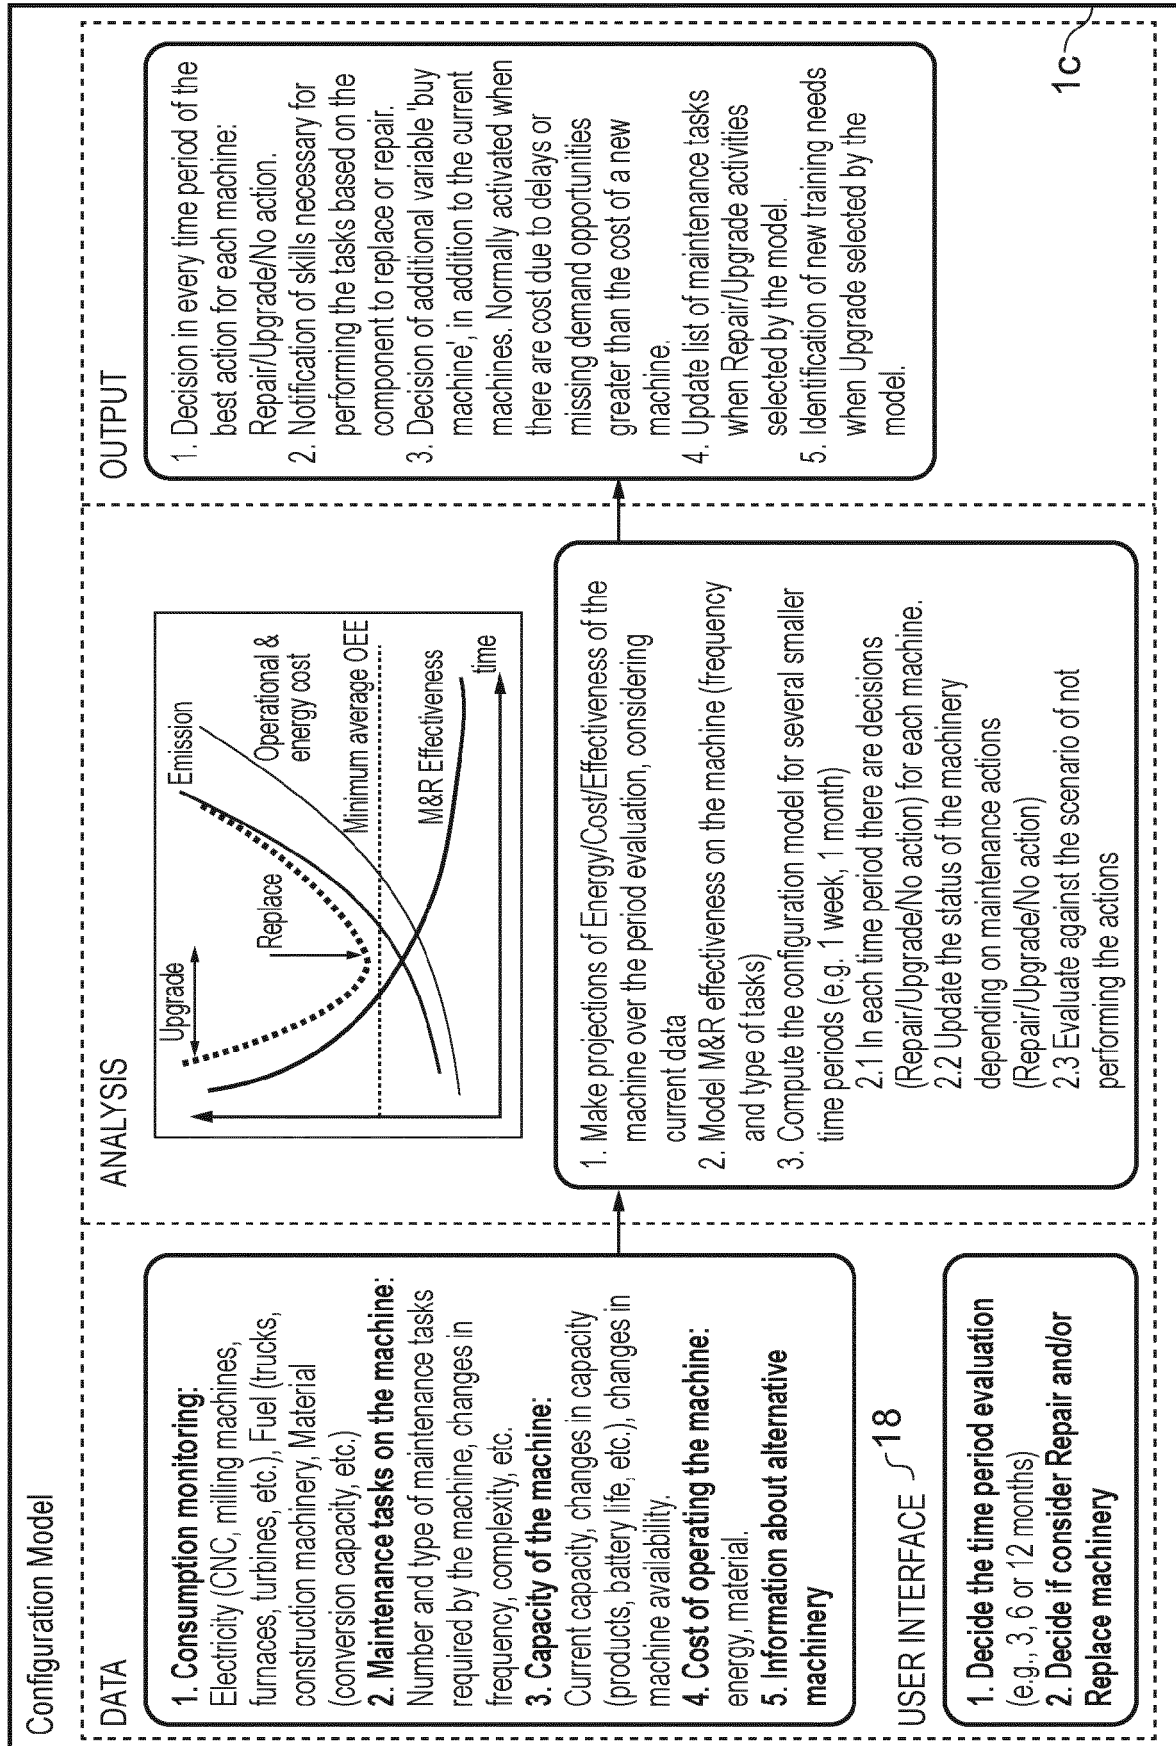 Configuration Model
DATA
1. Consumption monitoring:
Electricity (CNC, milling machines,
furnaces, turbines, etc.), Fuel (trucks,
construction machinery, Material
(conversion capacity, etc.)
2. Maintenance tasks on the machine:
Number and type of maintenance tasks
required by the machine, changes in
frequency, complexity, etc.
3. Capacity of the machine:
Current capacity, changes in capacity
(products, battery life, etc.), changes in
machine availability.
4. Cost of operating the machine:
energy, material.
5. Information about alternative
machinery
USER INTERFACE 18
1. Decide the time period evaluation
(e.g., 3, 6 or 12 months)
2. Decide if consider Repair and/or
Replace machinery
ANALYSIS
Upgrade
Replace
Emission
Operational &
energy cost
Minimum average OEE
M&R Effectiveness
time
1. Make projections of Energy/Cost/Effectiveness of the
machine over the period evaluation, considering
current data
2. Model M&R effectiveness on the machine (frequency
and type of tasks)
3. Compute the configuration model for several smaller
time periods (e.g. 1 week, 1 month)
2.1 In each time period there are decisions
(Repair/Upgrade/No action) for each machine.
2.2 Update the status of the machinery
depending on maintenance actions
(Repair/Upgrade/No action)
2.3 Evaluate against the scenario of not
performing the actions
OUTPUT
1. Decision in every time period of the
best action for each machine:
Repair/Upgrade/No action.
2. Notification of skills necessary for
performing the tasks based on the
component to replace or repair.
3. Decision of additional variable 'buy
machine', in addition to the current
machines. Normally activated when
there are cost due to delays or
missing demand opportunities
greater than the cost of a new
machine.
4. Update list of maintenance tasks
when Repair/Upgrade activities
selected by the model.
5. Identification of new training needs
when Upgrade selected by the
model.
1C